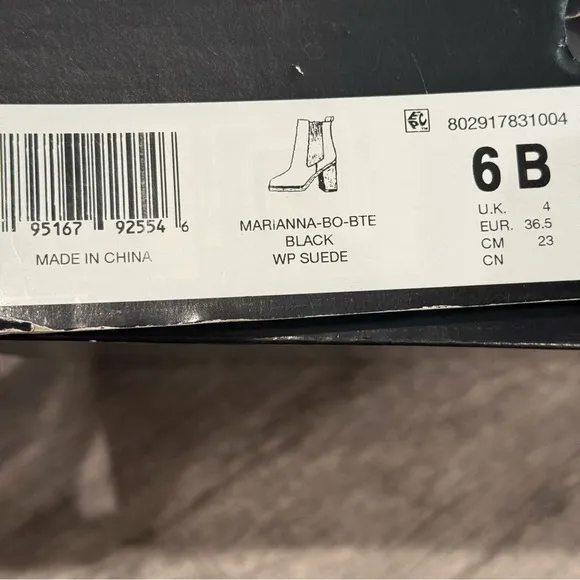 95167 92554 6
MADE IN CHINA
MARiANNA-BO-BTE
BLACK
WP SUEDE
802917831004
6 B
U.K. 4
EUR. 36.5
CM 23
CN